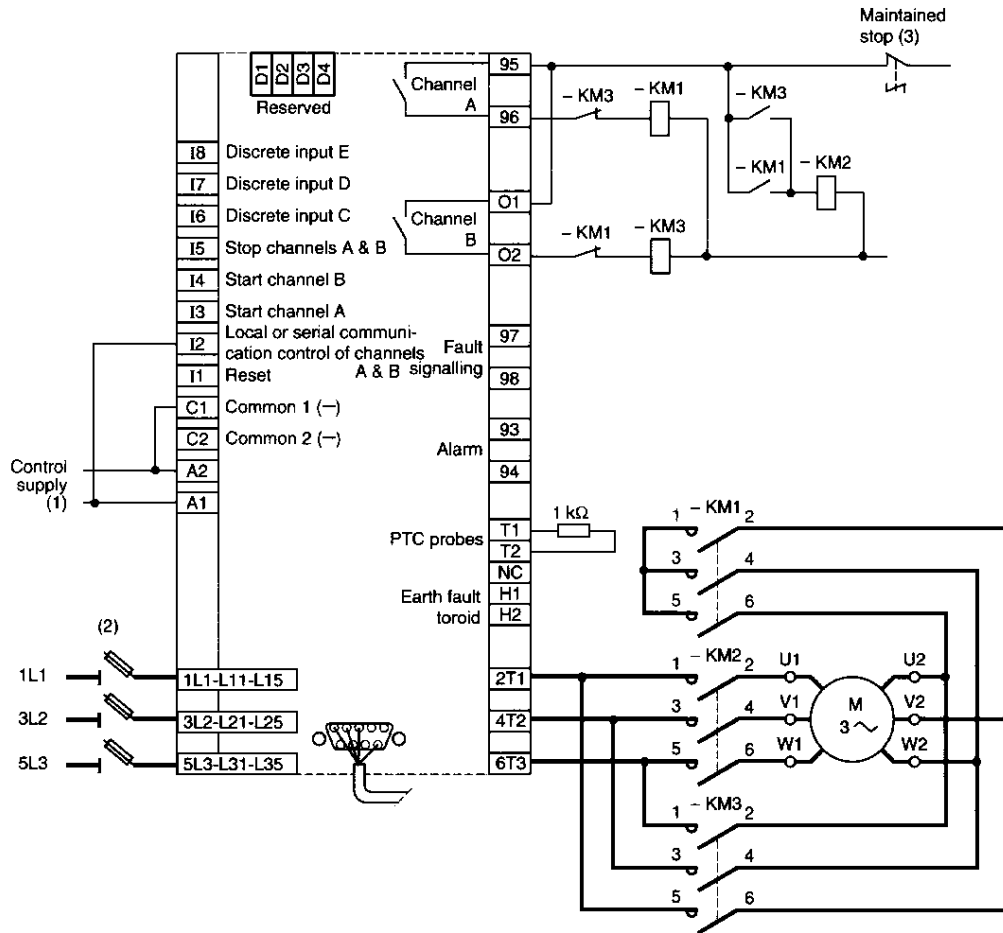 Maintained
stop (3)
D1 D2 D3 D4
Reserved
Channel
A
95
96
– KM3
– KM1
– KM3
– KM1
– KM2
I8 Discrete input E
I7 Discrete input D
I6 Discrete input C
I5 Stop channels A & B
I4 Start channel B
I3 Start channel A
I2 Local or serial communi-
cation control of channels
A & B
I1 Reset
C1 Common 1 (–)
C2 Common 2 (–)
A2
A1
Control
supply
(1)
Channel
B
O1
O2
– KM1
– KM3
Fault
signalling
97
98
Alarm
93
94
PTC probes
T1
T2
1 kΩ
NC
Earth fault
toroid
H1
H2
– KM1
1 2
3 4
5 6
(2)
1L1
1L1-L11-L15
3L2
3L2-L21-L25
5L3
5L3-L31-L35
2T1
4T2
6T3
– KM2
1 2
3 4
5 6
U1
V1
W1
M
3 ~
U2
V2
W2
– KM3
1 2
3 4
5 6